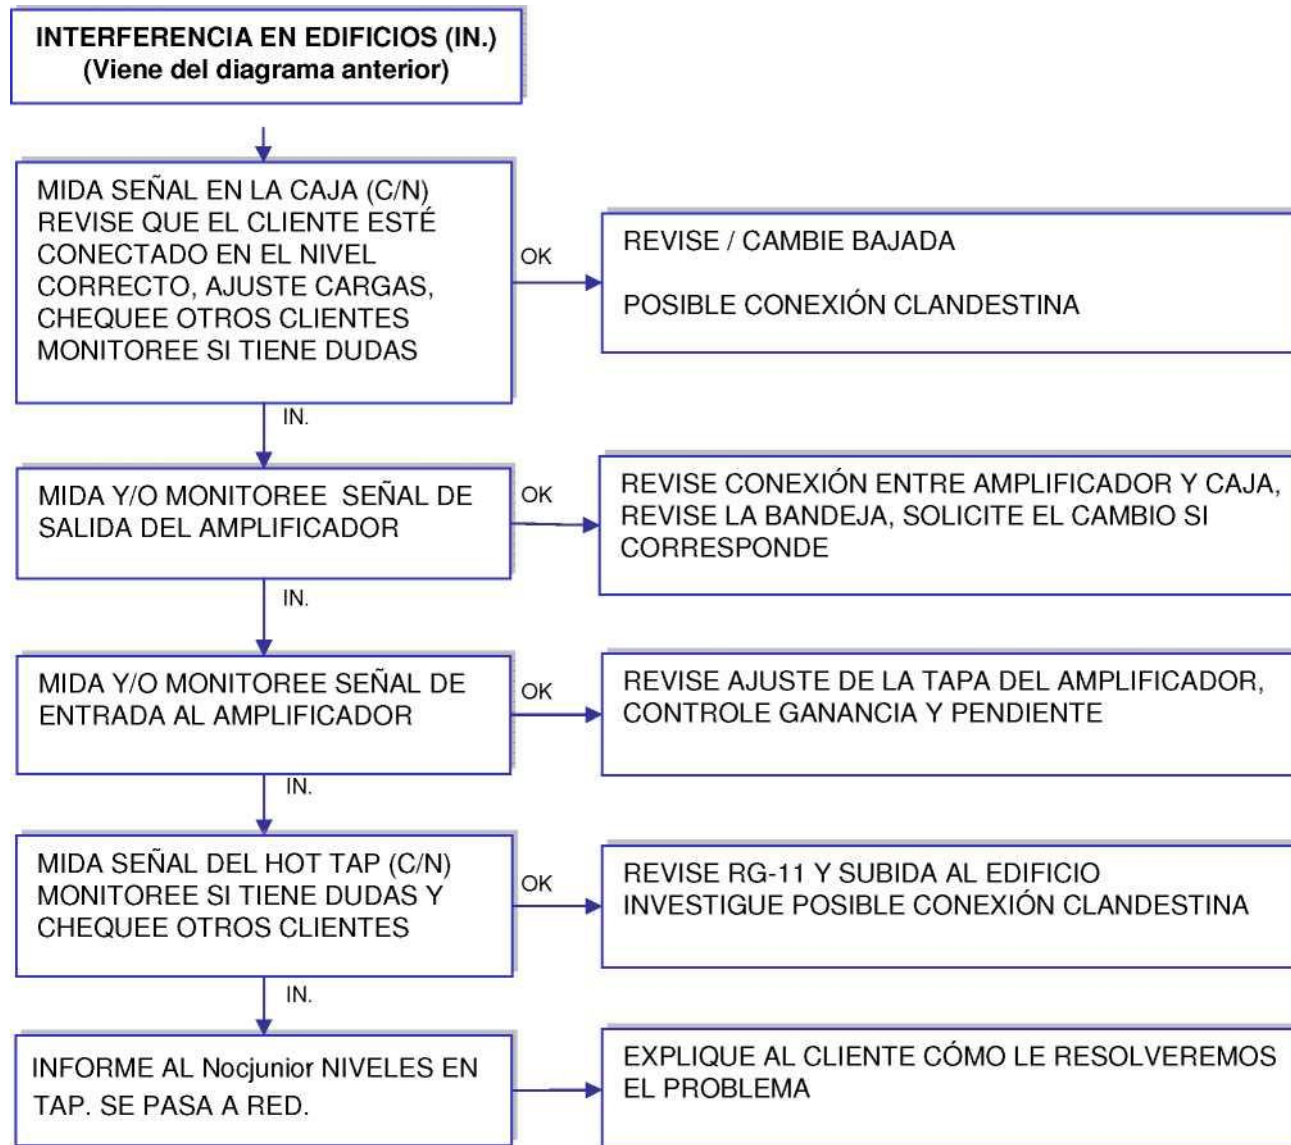 INTERFERENCIA EN EDIFICIOS (IN.)
(Viene del diagrama anterior)
MIDA SEÑAL EN LA CAJA (C/N)
REVISE QUE EL CLIENTE ESTÉ
CONECTADO EN EL NIVEL
CORRECTO, AJUSTE CARGAS,
CHEQUEE OTROS CLIENTES
MONITOREE SI TIENE DUDAS
OK
REVISE / CAMBIE BAJADA
POSIBLE CONEXIÓN CLANDESTINA
IN.
MIDA Y/O MONITOREE SEÑAL DE
SALIDA DEL AMPLIFICADOR
OK
REVISE CONEXIÓN ENTRE AMPLIFICADOR Y CAJA,
REVISE LA BANDEJA, SOLICITE EL CAMBIO SI
CORRESPONDE
IN.
MIDA Y/O MONITOREE SEÑAL DE
ENTRADA AL AMPLIFICADOR
OK
REVISE AJUSTE DE LA TAPA DEL AMPLIFICADOR,
CONTROLE GANANCIA Y PENDIENTE
IN.
MIDA SEÑAL DEL HOT TAP (C/N)
MONITOREE SI TIENE DUDAS Y
CHEQUEE OTROS CLIENTES
OK
REVISE RG-11 Y SUBIDA AL EDIFICIO
INVESTIGUE POSIBLE CONEXIÓN CLANDESTINA
IN.
INFORME AL Nocjunior NIVELES EN
TAP. SE PASA A RED.
EXPLIQUE AL CLIENTE CÓMO LE RESOLVEREMOS
EL PROBLEMA